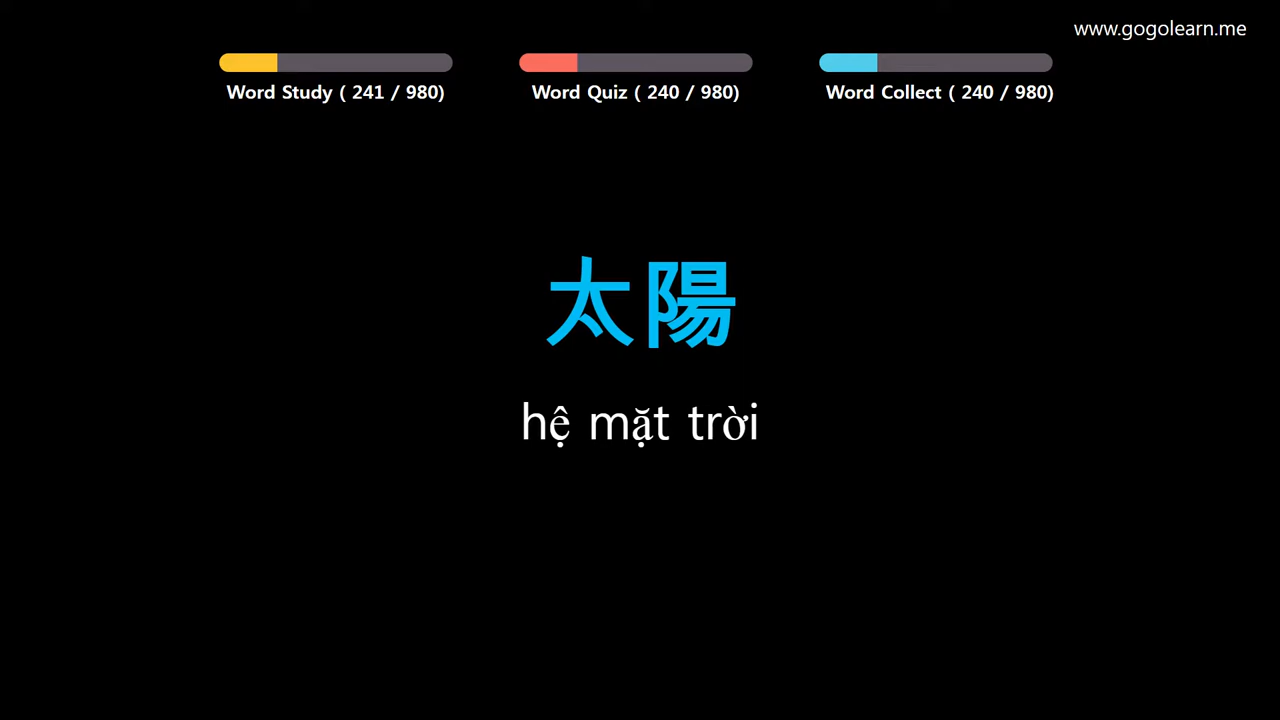 www.gogolearn.me
Word Study ( 241 / 980)
Word Quiz ( 240 / 980)
Word Collect ( 240 / 980)
太陽
hệ mặt trời